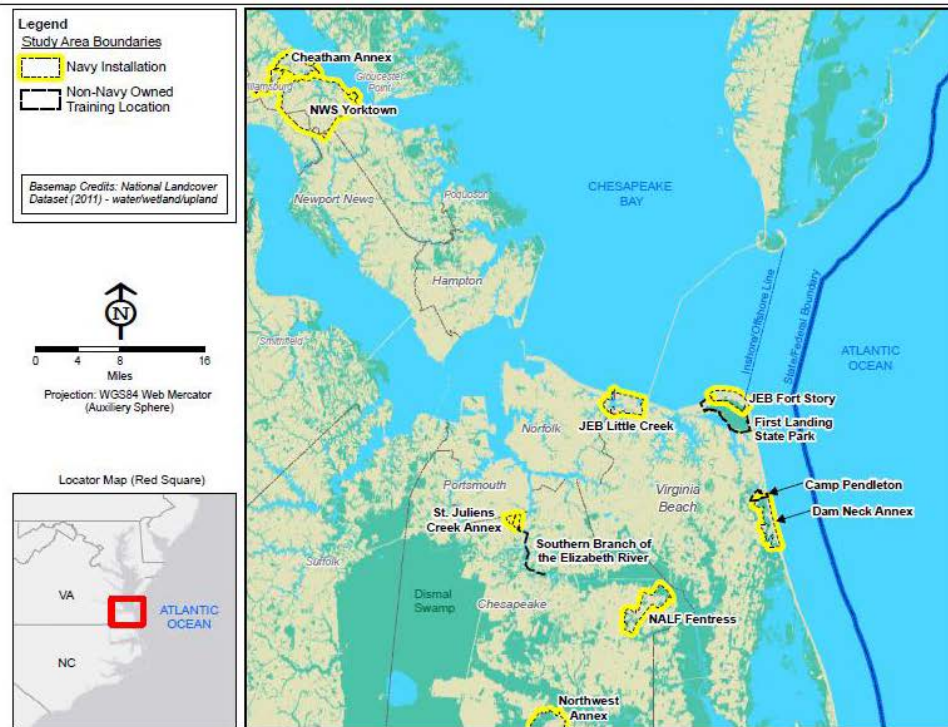 Legend
Study Area Boundaries
Navy Installation
Non-Navy Owned
Training Location
Basemap Credits: National Landcover
Dataset (2011) - water/wetland/upland
N
0 4 8 16
Miles
Projection: WGS84 Web Mercator
(Auxiliery Sphere)
Locator Map (Red Square)
VA
NC
ATLANTIC
OCEAN
Cheatham Annex
Gloucester
Point
lliamsburg
NWS Yorktown
CHESAPEAKE
BAY
Newport News
Poquoson
Hampton
Smithfield
Inshore/Offshore Line
State/Federal Boundary
ATLANTIC
OCEAN
JEB Fort Story
First Landing
State Park
JEB Little Creek
Norfolk
Portsmouth
Virginia
Beach
Camp Pendleton
Dam Neck Annex
St. Juliens
Creek Annex
Southern Branch of
the Elizabeth River
Suffolk
Dismal
Swamp
Chesapeake
NALF Fentress
Northwest
Annex